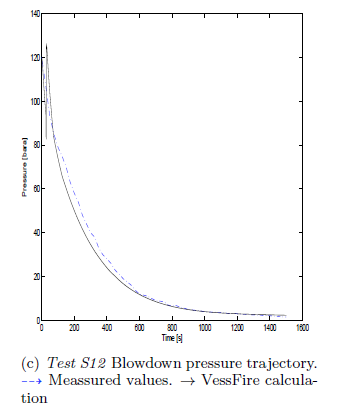 140
120
100
80
60
40
20
0
Pressure [bara]
0 200 400 600 800 1000 1200 1400 1600
Time [s]
(c) Test S12 Blowdown pressure trajectory.
--→ Meassured values. → VessFire calcula-
tion